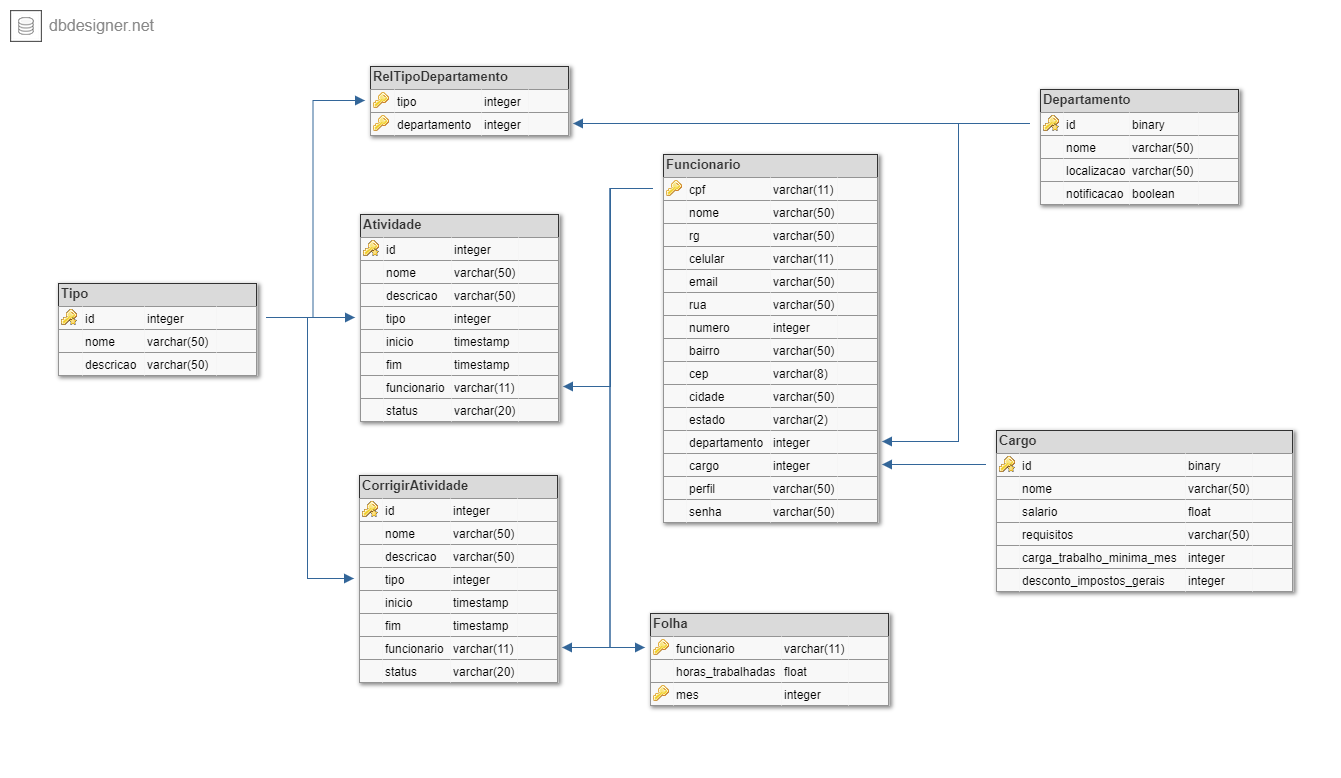 dbdesigner.net
RelTipoDepartamento
tipo integer
departamento integer
Departamento
id binary
nome varchar(50)
localizacao varchar(50)
notificacao boolean
Funcionario
cpf varchar(11)
nome varchar(50)
rg varchar(50)
celular varchar(11)
email varchar(50)
rua varchar(50)
numero integer
bairro varchar(50)
cep varchar(8)
cidade varchar(50)
estado varchar(2)
departamento integer
cargo integer
perfil varchar(50)
senha varchar(50)
Atividade
id integer
nome varchar(50)
descricao varchar(50)
tipo integer
inicio timestamp
fim timestamp
funcionario varchar(11)
status varchar(20)
Tipo
id integer
nome varchar(50)
descricao varchar(50)
Cargo
id binary
nome varchar(50)
salario float
requisitos varchar(50)
carga_trabalho_minima_mes integer
desconto_impostos_gerais integer
CorrigirAtividade
id integer
nome varchar(50)
descricao varchar(50)
tipo integer
inicio timestamp
fim timestamp
funcionario varchar(11)
status varchar(20)
Folha
funcionario varchar(11)
horas_trabalhadas float
mes integer